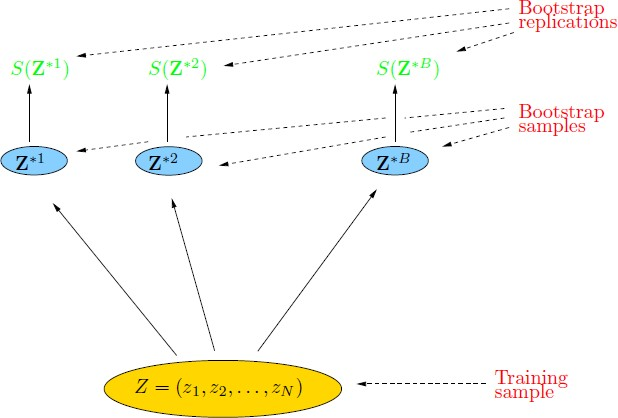 Bootstrap
replications
S(Z*1) S(Z*2) S(Z*B)
Bootstrap
samples
Z*1 Z*2 Z*B
Z = (z1, z2, . . . , zN)
Training
sample